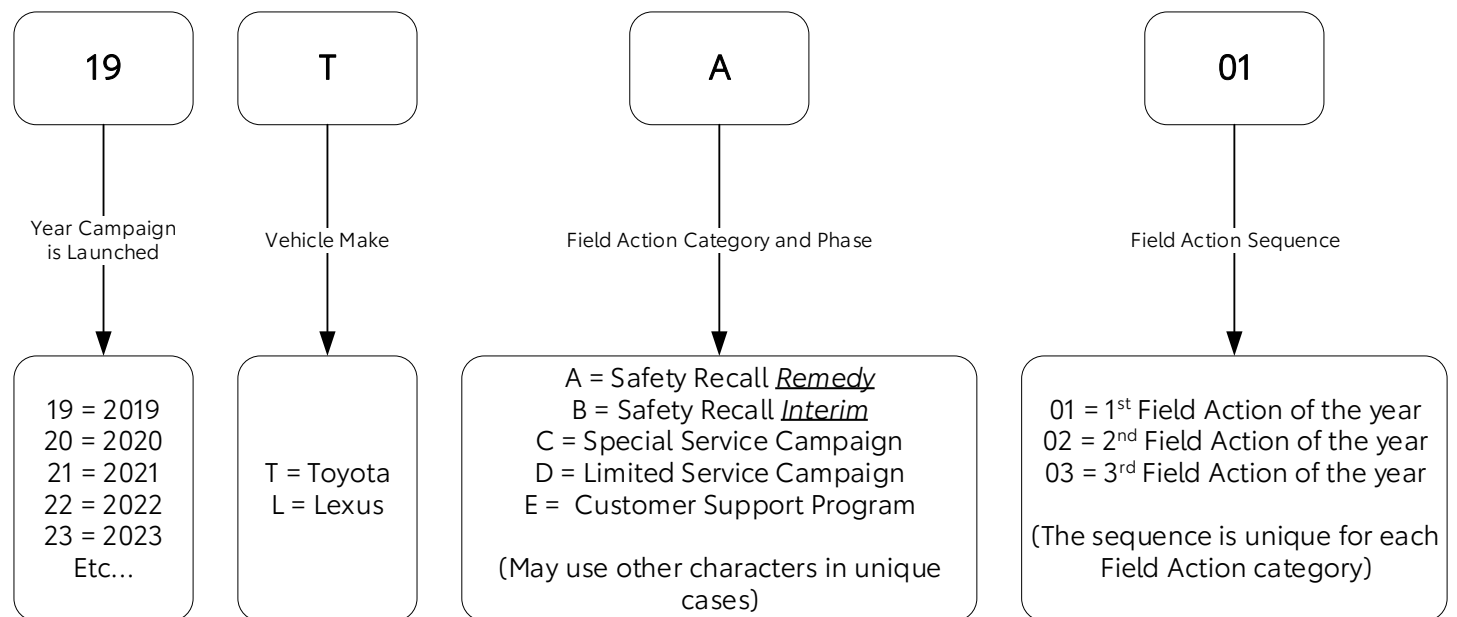 19
T
A
01
Year Campaign
is Launched
Vehicle Make
Field Action Category and Phase
Field Action Sequence
19 = 2019
20 = 2020
21 = 2021
22 = 2022
23 = 2023
Etc...
T = Toyota
L = Lexus
A = Safety Recall Remedy
B = Safety Recall Interim
C = Special Service Campaign
D = Limited Service Campaign
E = Customer Support Program
(May use other characters in unique
cases)
01 = 1st Field Action of the year
02 = 2nd Field Action of the year
03 = 3rd Field Action of the year
(The sequence is unique for each
Field Action category)